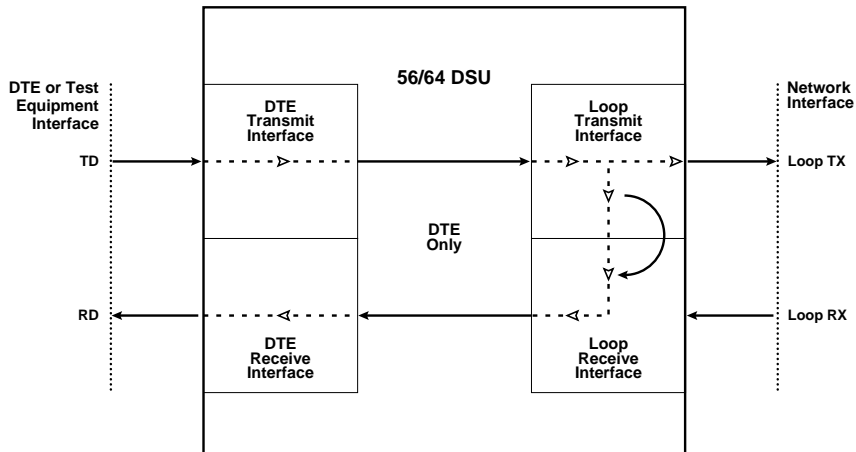 56/64 DSU
DTE or Test
Equipment
Interface
DTE
Transmit
Interface
Loop
Transmit
Interface
Network
Interface
TD
Loop TX
DTE
Only
RD
Loop RX
DTE
Receive
Interface
Loop
Receive
Interface